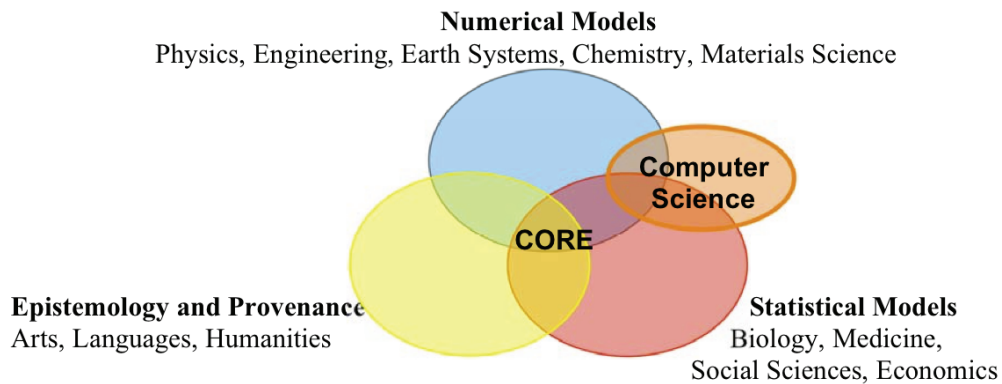 Numerical Models
Physics, Engineering, Earth Systems, Chemistry, Materials Science
Computer
Science
CORE
Epistemology and Provenance
Arts, Languages, Humanities
Statistical Models
Biology, Medicine,
Social Sciences, Economics